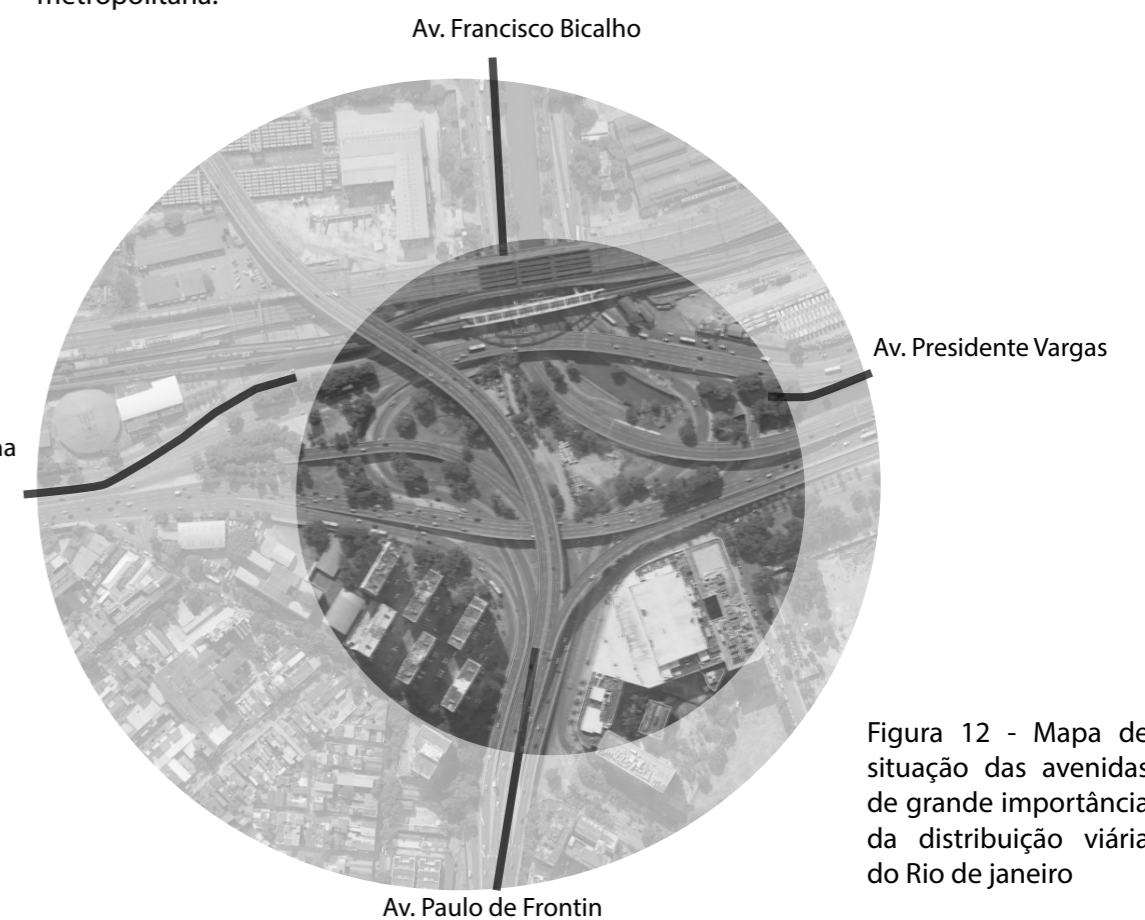 metropolitana.
Av. Francisco Bicalho
Av. Presidente Vargas
na
Figura 12 - Mapa de
situação das avenidas
de grande importância
da distribuição viária
do Rio de janeiro
Av. Paulo de Frontin